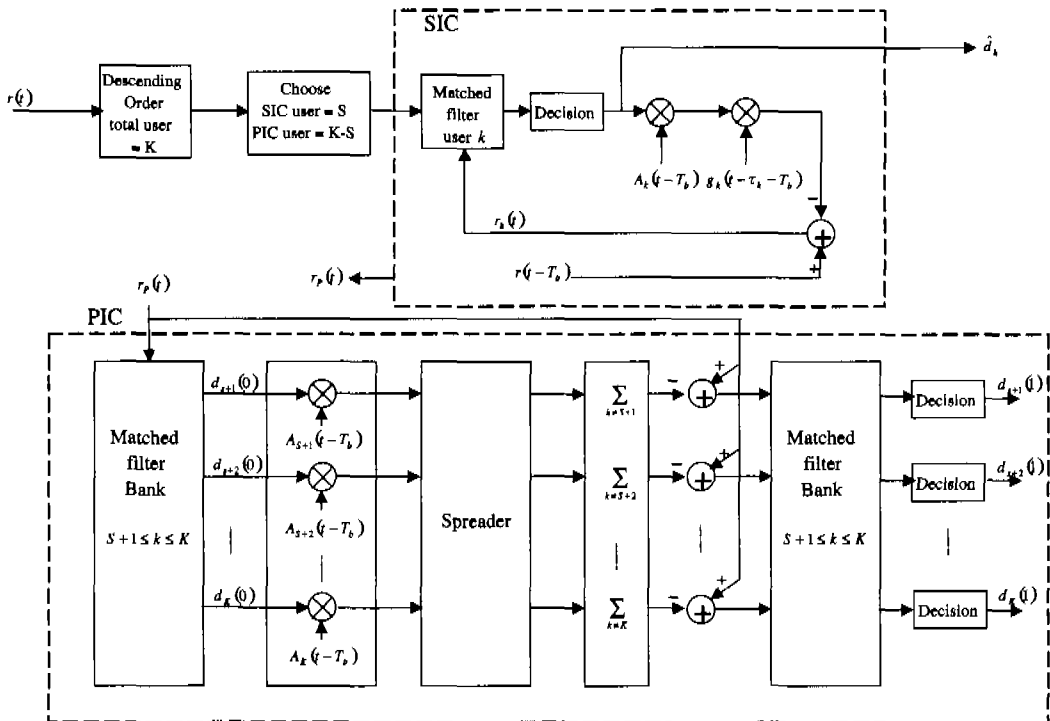 SIC
r(t)
Descending
Order
total user
= K
Choose
SIC user = S
PIC user = K-S
Matched
filter
user k
Decision
d̂_k
A_k(t-T_b) g_k(t-τ_k-T_b)
−
r_k(t)
+
r(t-T_b)
+
r_p(t)
r_p(t)
PIC
Matched
filter
Bank
S+1≤k≤K
d_{s+1}(0)
A_{S+1}(t-T_b)
d_{s+2}(0)
A_{S+2}(t-T_b)
d_K(0)
A_K(t-T_b)
Spreader
∑ k≠S+1
∑ k≠S+2
∑ k≠K
− + +
− + +
− + +
Matched
filter
Bank
S+1≤k≤K
Decision
d_{s+1}(1)
Decision
d_{s+2}(1)
Decision
d_K(1)